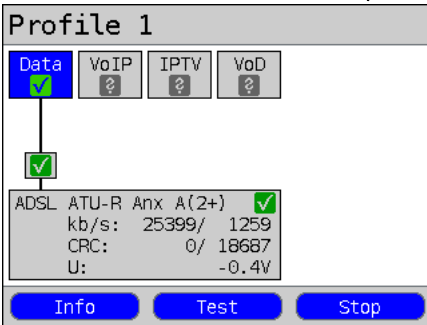 Profile 1
Data VoIP IPTV VoD
? ? ?
ADSL ATU-R Anx A(2+)
kb/s: 25399/ 1259
CRC: 0/ 18687
U: -0.4V
Info Test Stop